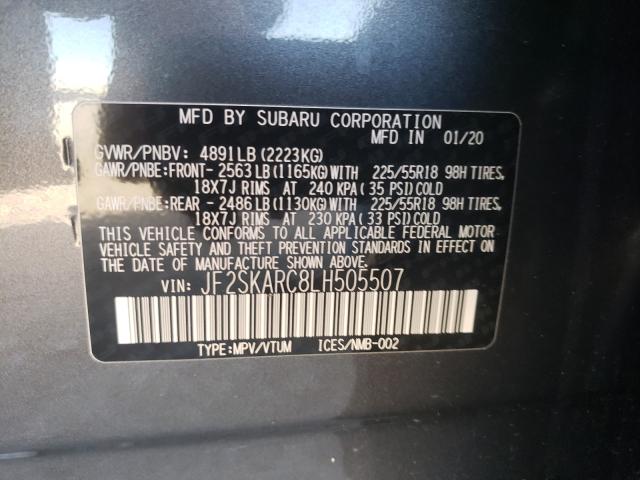 MFD BY SUBARU CORPORATION
MFD IN 01/20
GVWR/PNBV: 4891LB(2223KG)
GAWR/PNBE:FRONT- 2563LB(1165KG)WITH 225/55R18 98H TIRES,
18X7J RIMS AT 240 KPA(35 PSI)COLD
GAWR/PNBE:REAR - 2486LB(1130KG)WITH 225/55R18 98H TIRES,
18X7J RIMS AT 230 KPA(33 PSI)COLD
THIS VEHICLE CONFORMS TO ALL APPLICABLE FEDERAL MOTOR
VEHICLE SAFETY AND THEFT PREVENTION STANDARDS IN EFFECT ON
THE DATE OF MANUFACTURE SHOWN ABOVE.
VIN: JF2SKARC8LH505507
TYPE:MPV/VTUM ICES/NMB-002